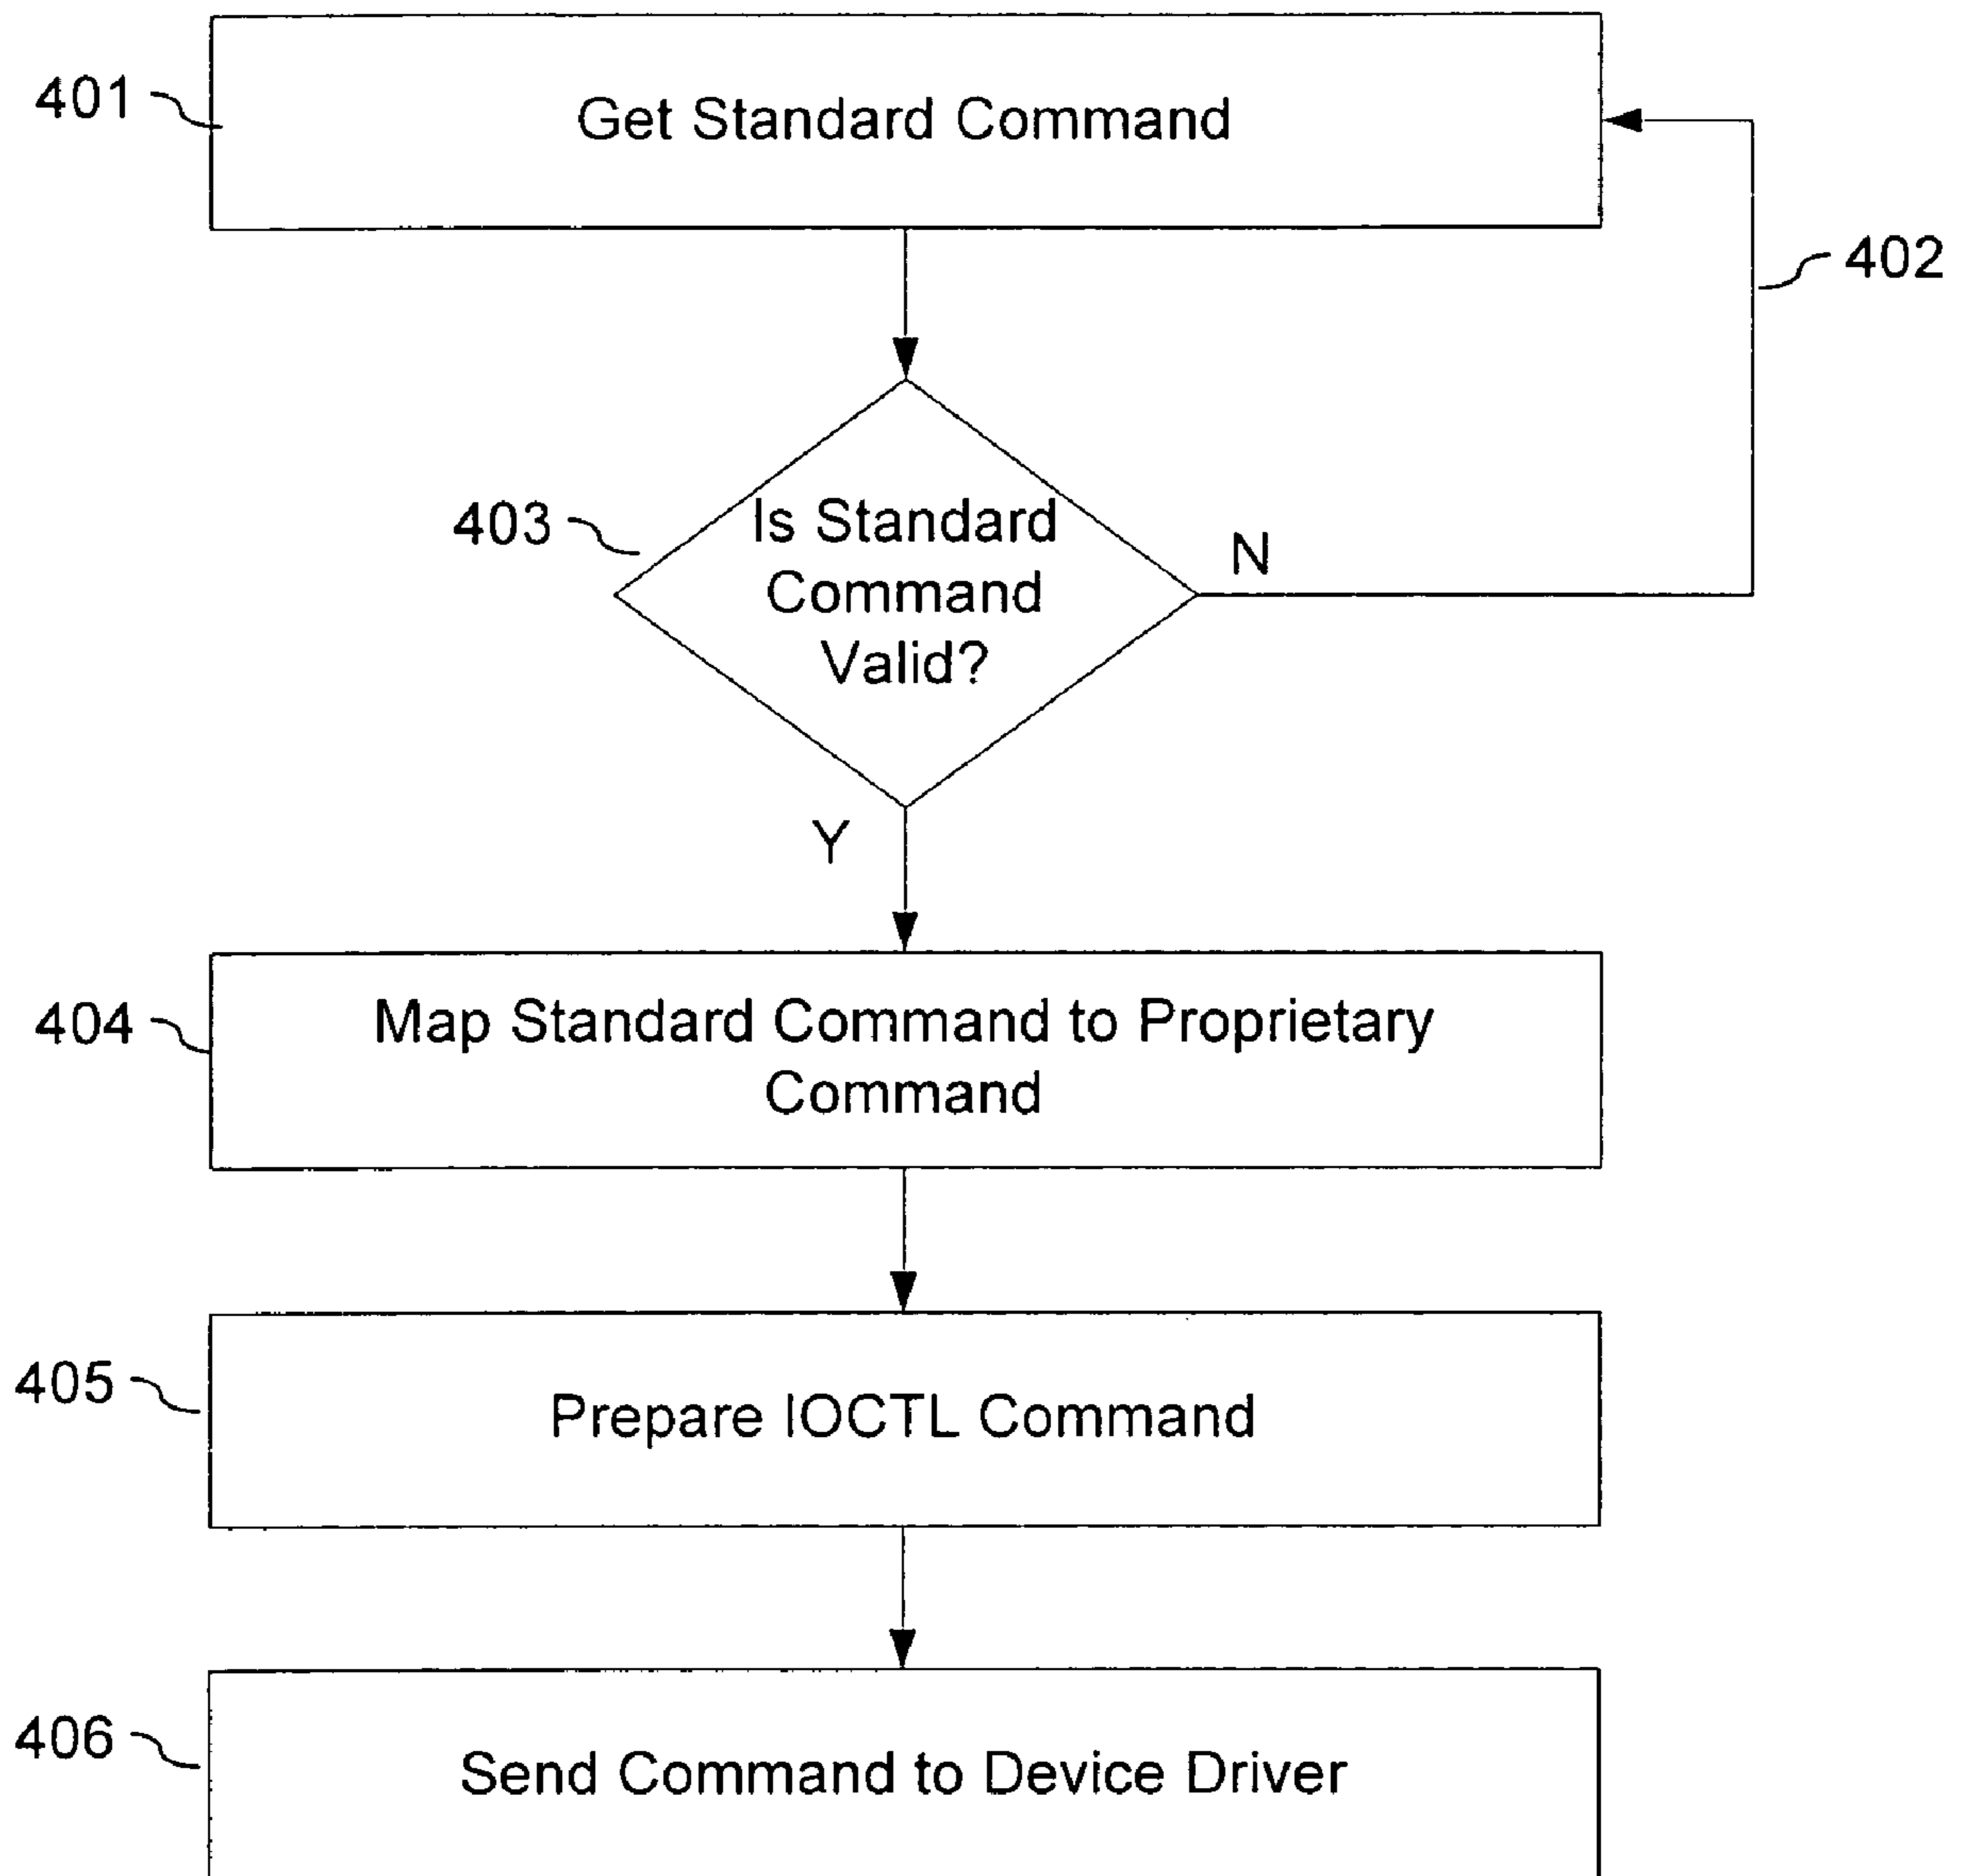 401
Get Standard Command
402
403
Is Standard
Command
Valid?
N
Y
404
Map Standard Command to Proprietary
Command
405
Prepare IOCTL Command
406
Send Command to Device Driver